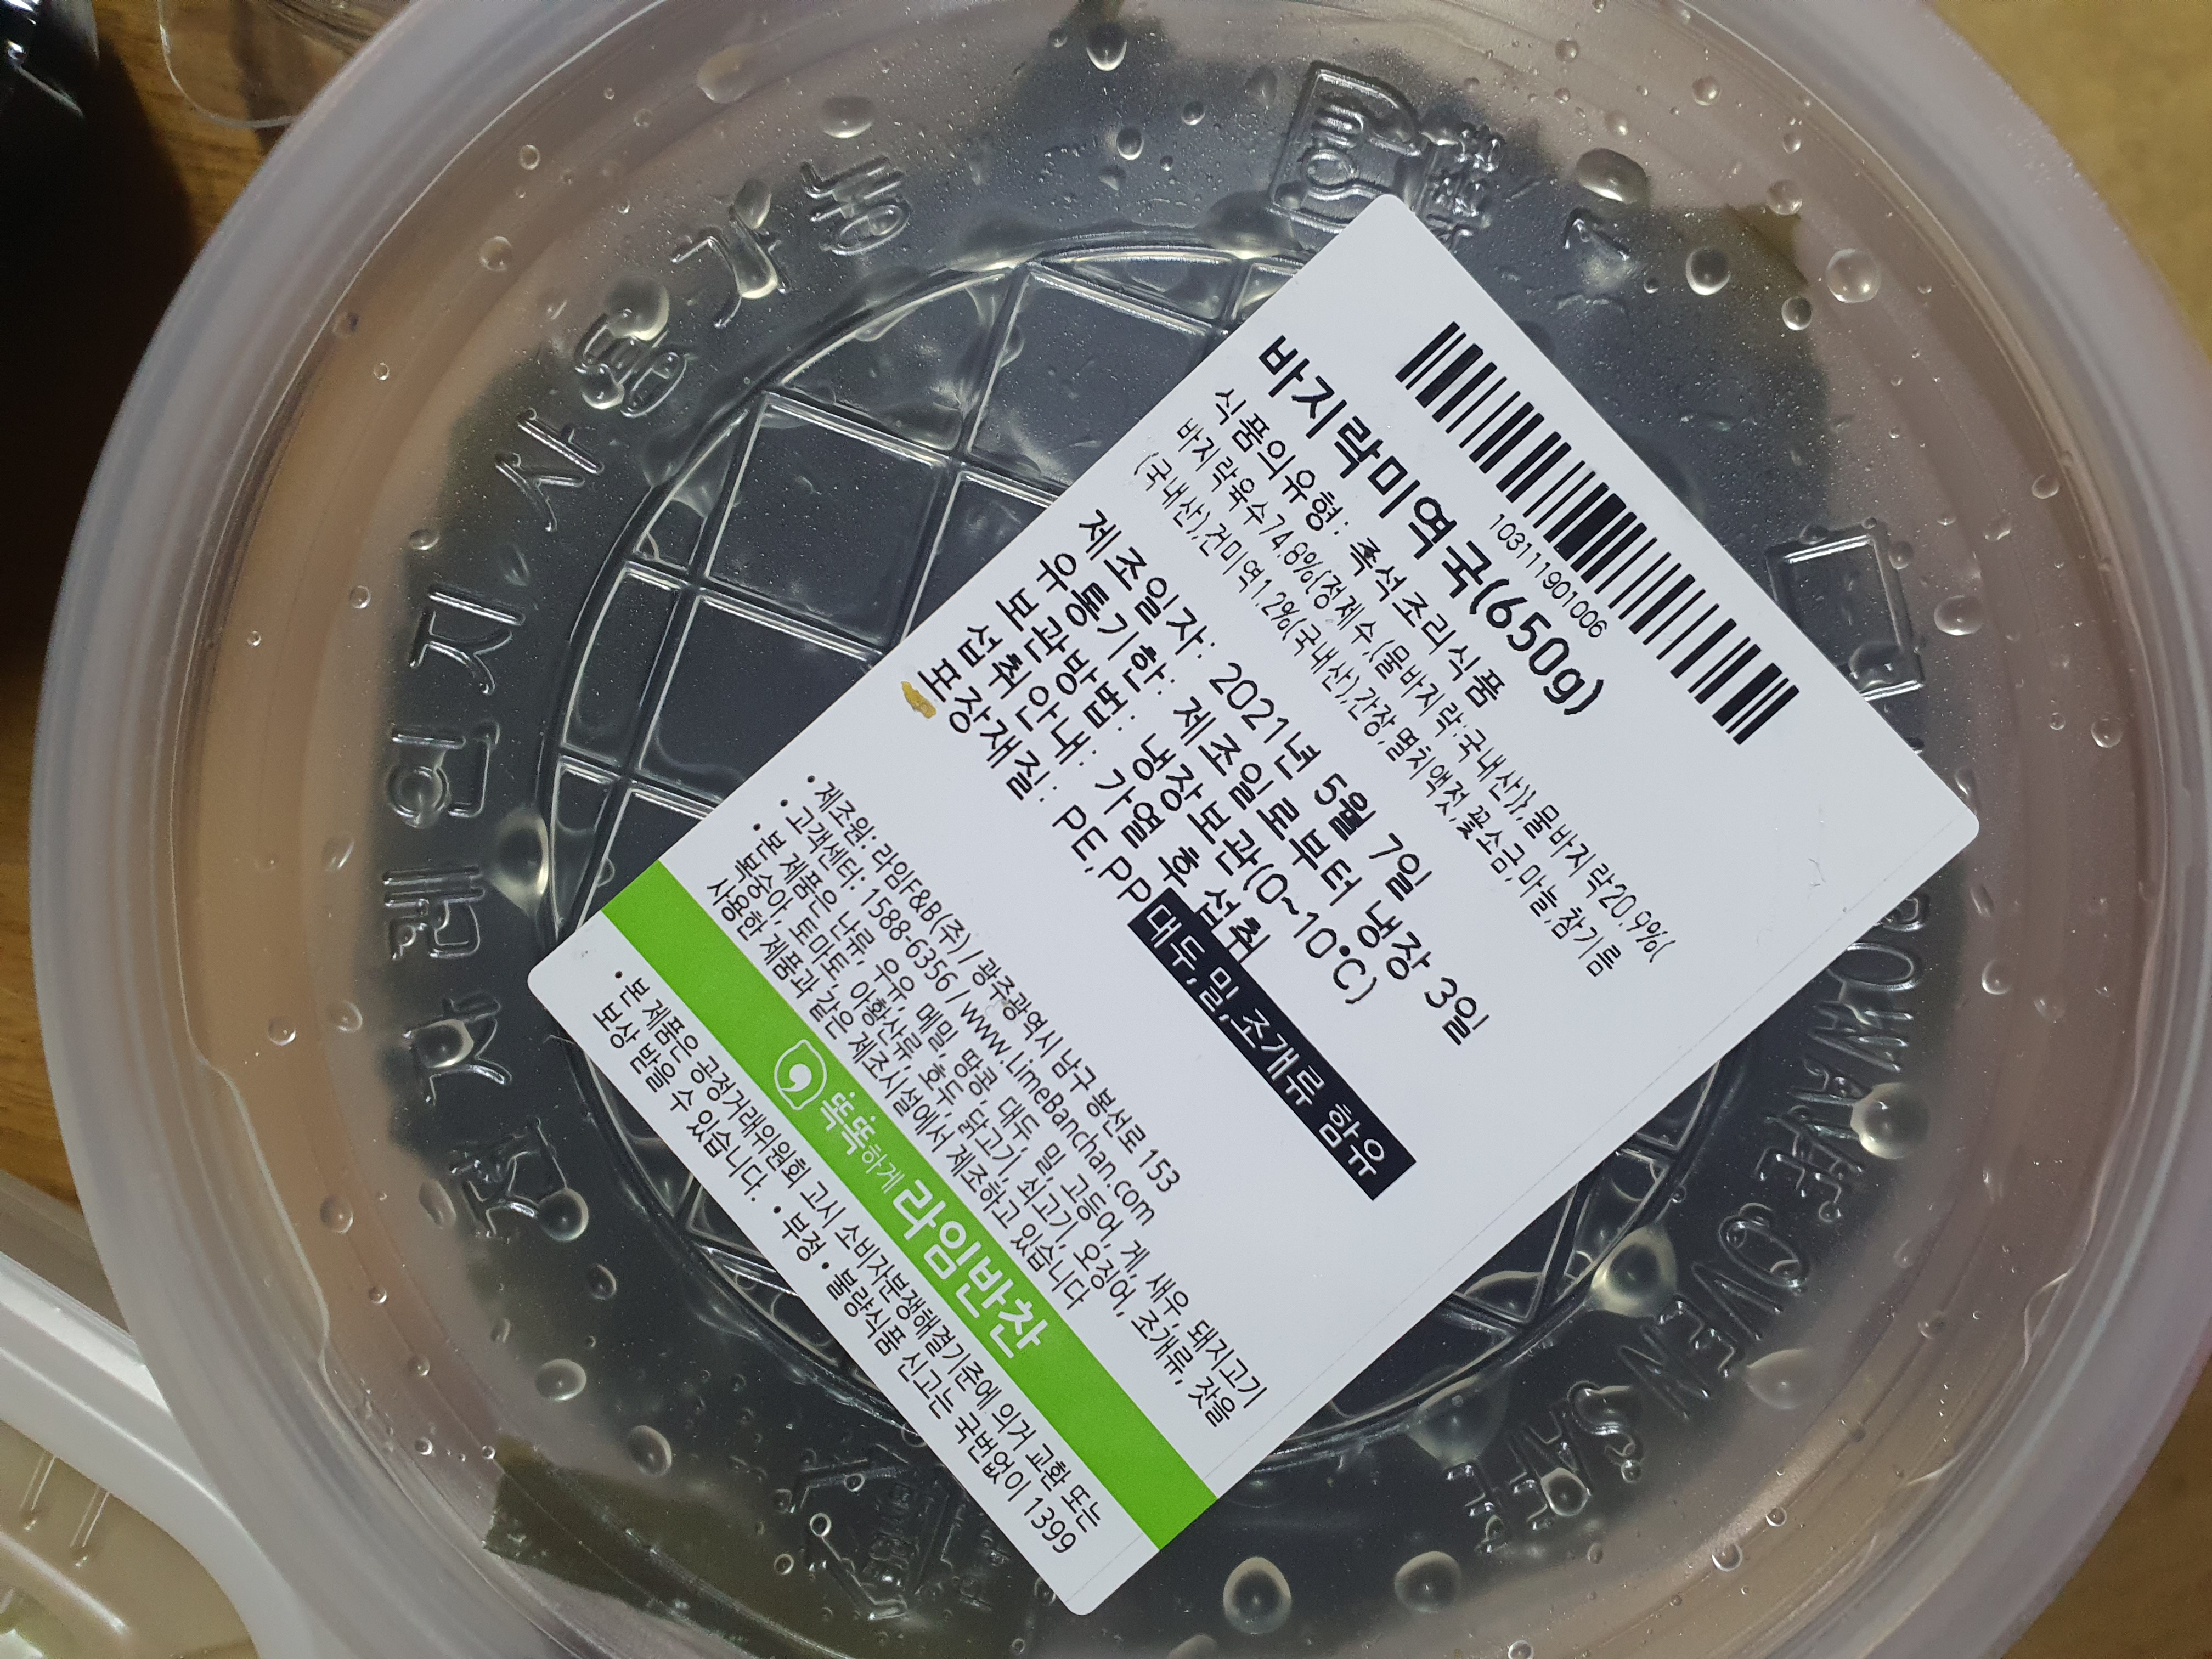 1031119010​06
바지락미역국(650g)
식품의유형: 즉석조리식품
바지락육수74.8%{정제수,(물바지락:국내산)},물바지락20.9%(
(국내산),건미역1.2%(국내산),간장,멸치액젓,꽃소금,마늘,참기름
제조일자: 2021년 5월 7일
유통기한: 제조일로부터 냉장 3일
보관방법: 냉장보관(0~10°C)
섭취안내: 가열 후 섭취
포장재질: PE,PP
대두,밀,조개류 함유
• 제조원: 라임F&B(주) / 광주광역시 남구 봉선로 153
• 고객센터: 1588-6356 / www.LimeBanchan.com
• 본 제품은 난류, 우유, 메밀, 땅콩, 대두, 밀, 고등어, 게, 새우, 돼지고기
복숭아, 토마토, 아황산류, 호두, 닭고기, 쇠고기, 오징어, 조개류, 잣을
사용한 제품과 같은 제조시설에서 제조하고 있습니다
똑똑하게 라임반찬
• 본 제품은 공정거래위원회 고시 소비자분쟁해결기준에 의거 교환 또는
보상 받을 수 있습니다. • 부정 • 불량식품 신고는 국번없이 1399
전자레인지 사용가능
OVEN SAFE